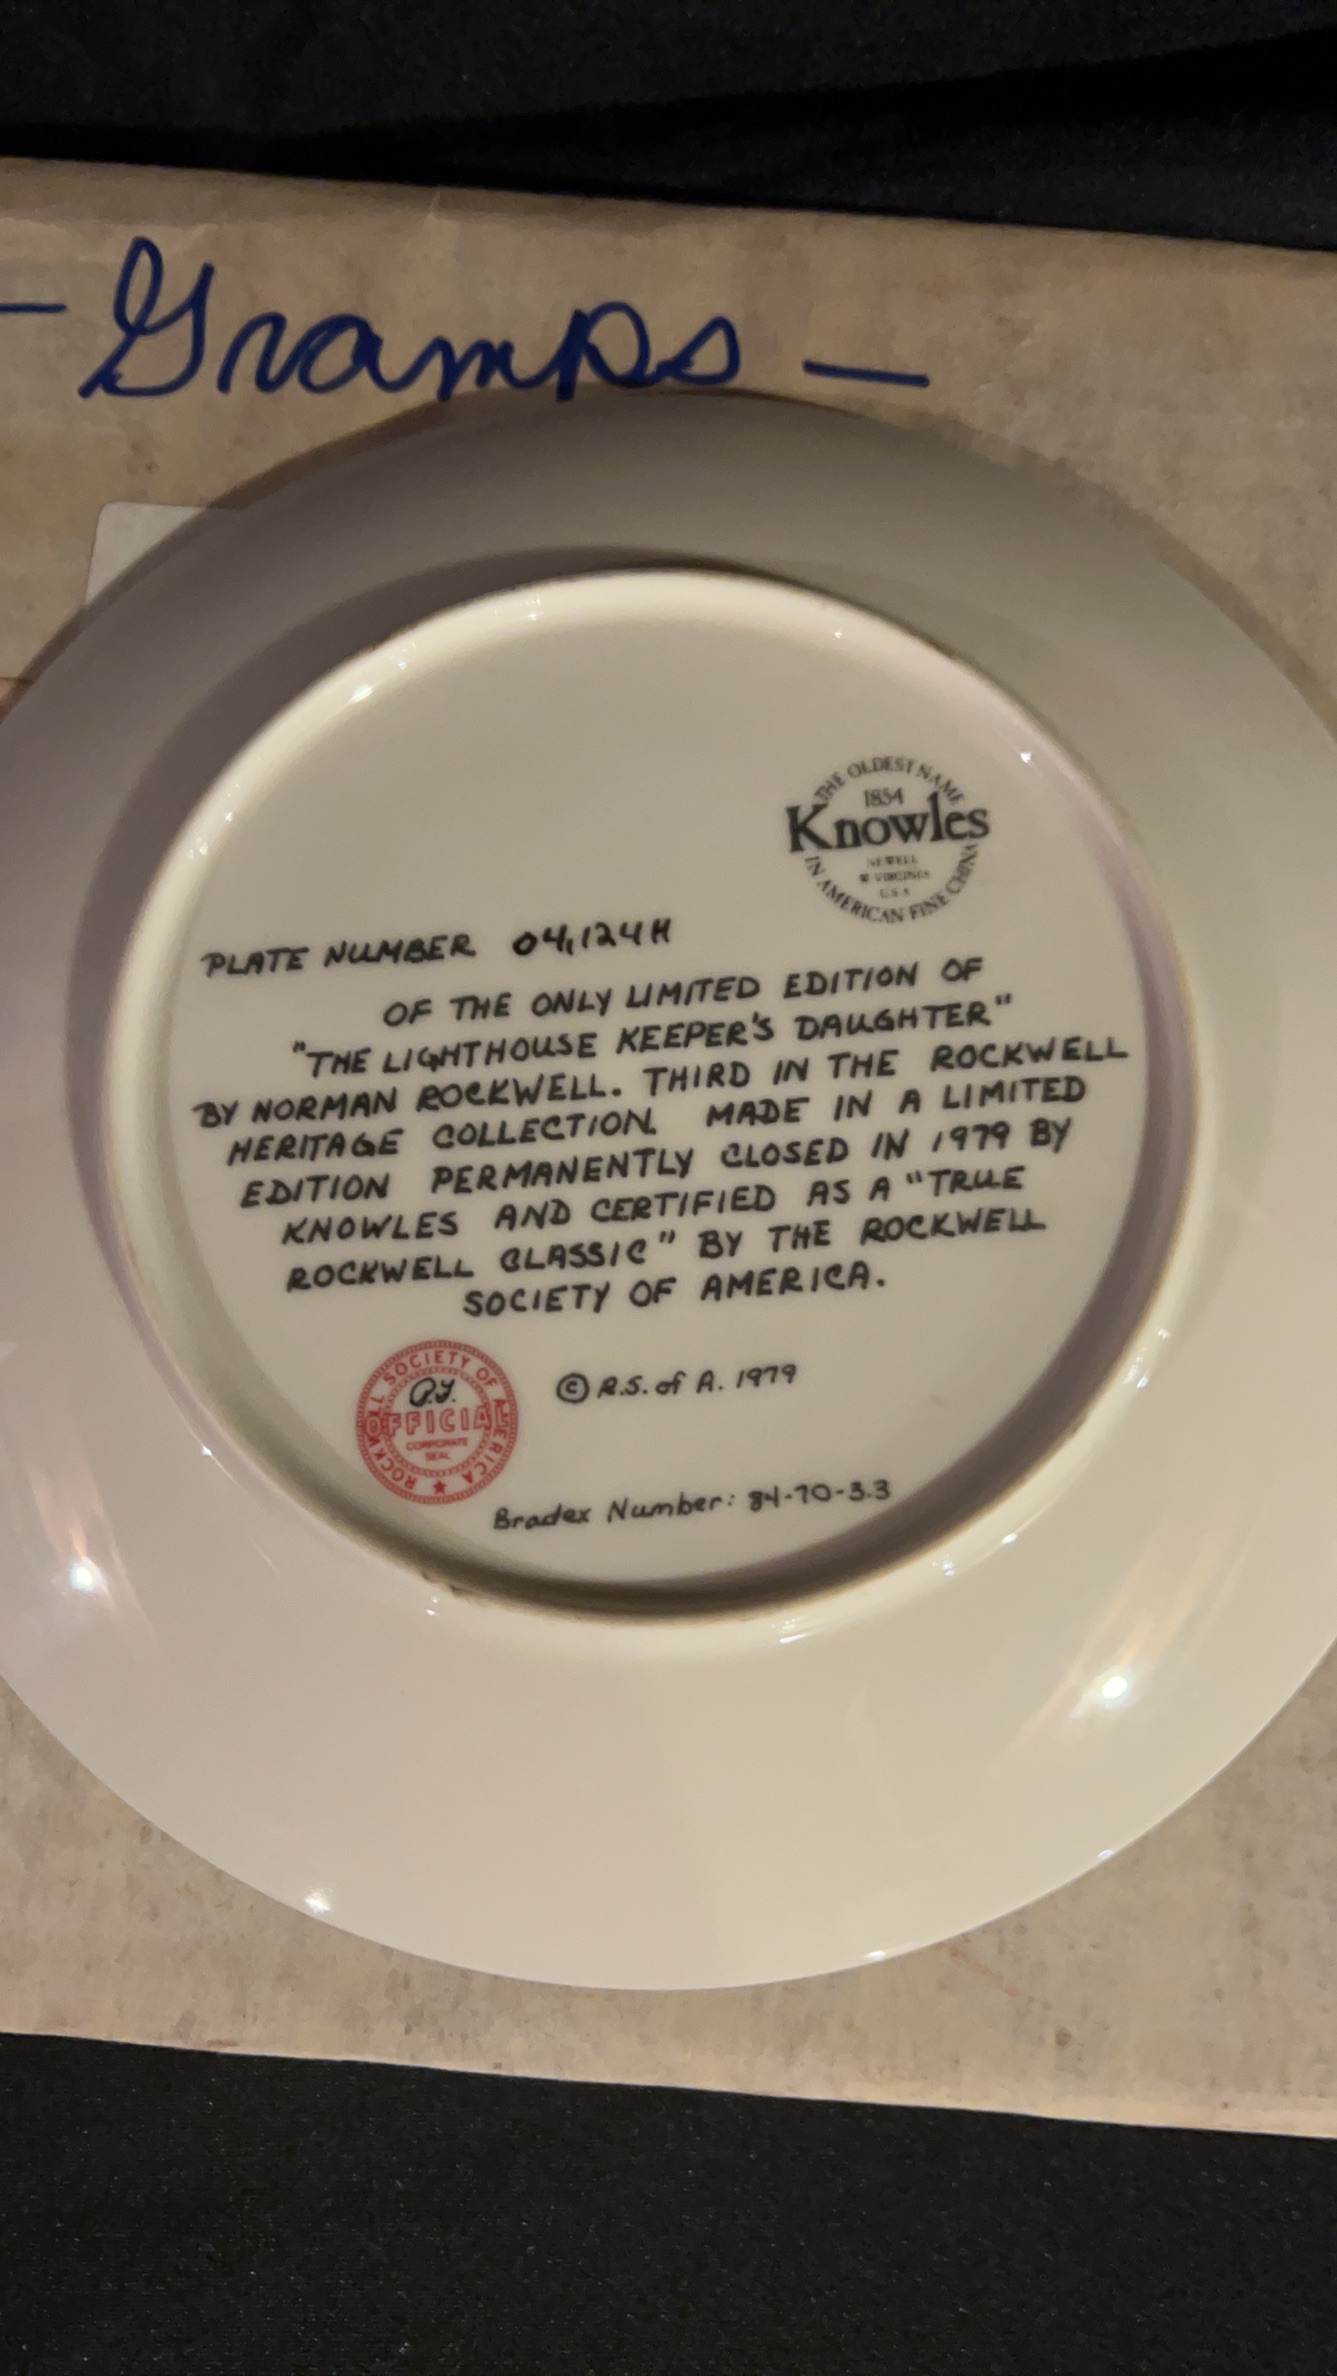 - Gramps -
THE OLDEST NAME
1854
Knowles
NEWELL
W VIRGINIA
U.S.A
IN AMERICAN FINE CHINA
PLATE NUMBER 04,124H
OF THE ONLY LIMITED EDITION OF
"THE LIGHTHOUSE KEEPER'S DAUGHTER"
BY NORMAN ROCKWELL. THIRD IN THE ROCKWELL
HERITAGE COLLECTION. MADE IN A LIMITED
EDITION PERMANENTLY CLOSED IN 1979 BY
KNOWLES AND CERTIFIED AS A "TRUE
ROCKWELL CLASSIC" BY THE ROCKWELL
SOCIETY OF AMERICA.
ROCKWELL SOCIETY OF AMERICA
OFFICIAL
CORPORATE
SEAL
© R.S. of A. 1979
Bradex Number: 84-70-3.3